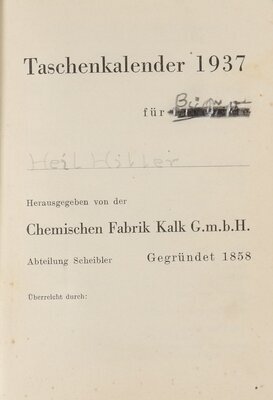 Taschenkalender 1937
für
Heil Hitler
Herausgegeben von der
Chemischen Fabrik Kalk G.m.b.H.
Abteilung Scheibler Gegründet 1858
Überreicht durch: